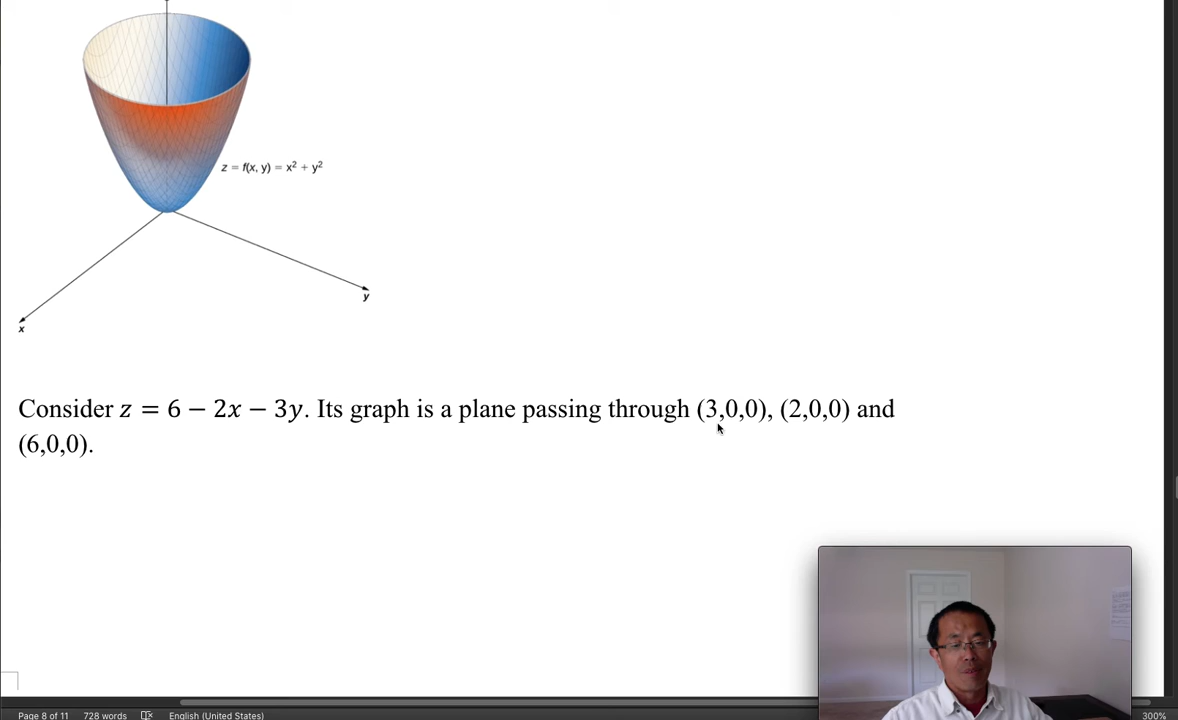 z = f(x, y) = x² + y²
y
x
Consider z = 6 − 2x − 3y. Its graph is a plane passing through (3,0,0), (2,0,0) and
(6,0,0).
Page 8 of 11 728 words English (United States) 300%